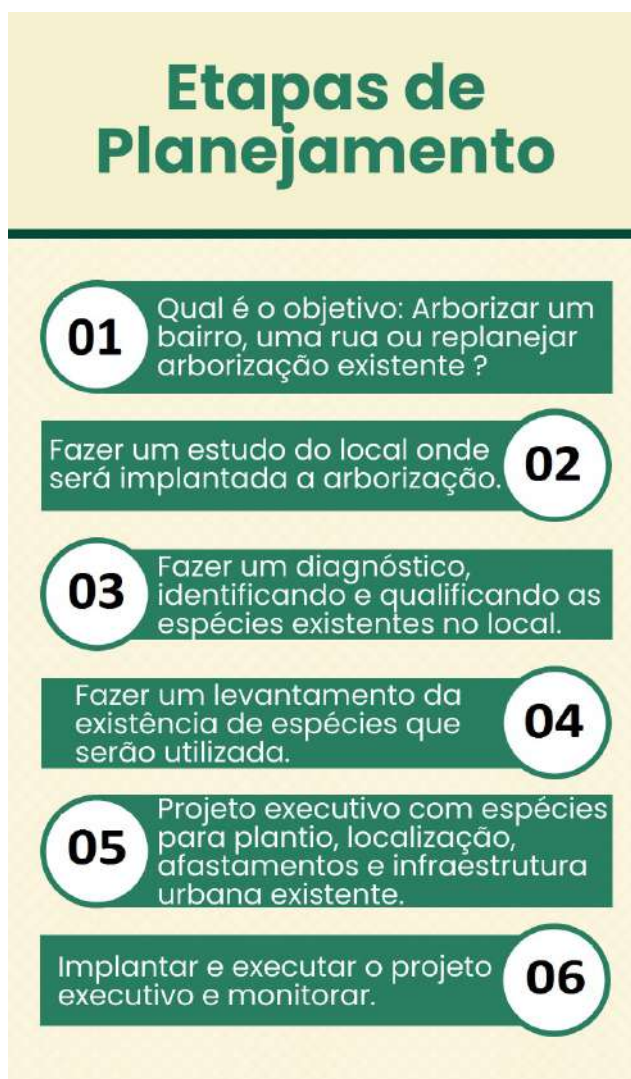 Etapas de
Planejamento
01
Qual é o objetivo: Arborizar um
bairro, uma rua ou replanejar
arborização existente ?
Fazer um estudo do local onde
será implantada a arborização.
02
03
Fazer um diagnóstico,
identificando e qualificando as
espécies existentes no local.
Fazer um levantamento da
existência de espécies que
serão utilizada.
04
05
Projeto executivo com espécies
para plantio, localização,
afastamentos e infraestrutura
urbana existente.
Implantar e executar o projeto
executivo e monitorar.
06